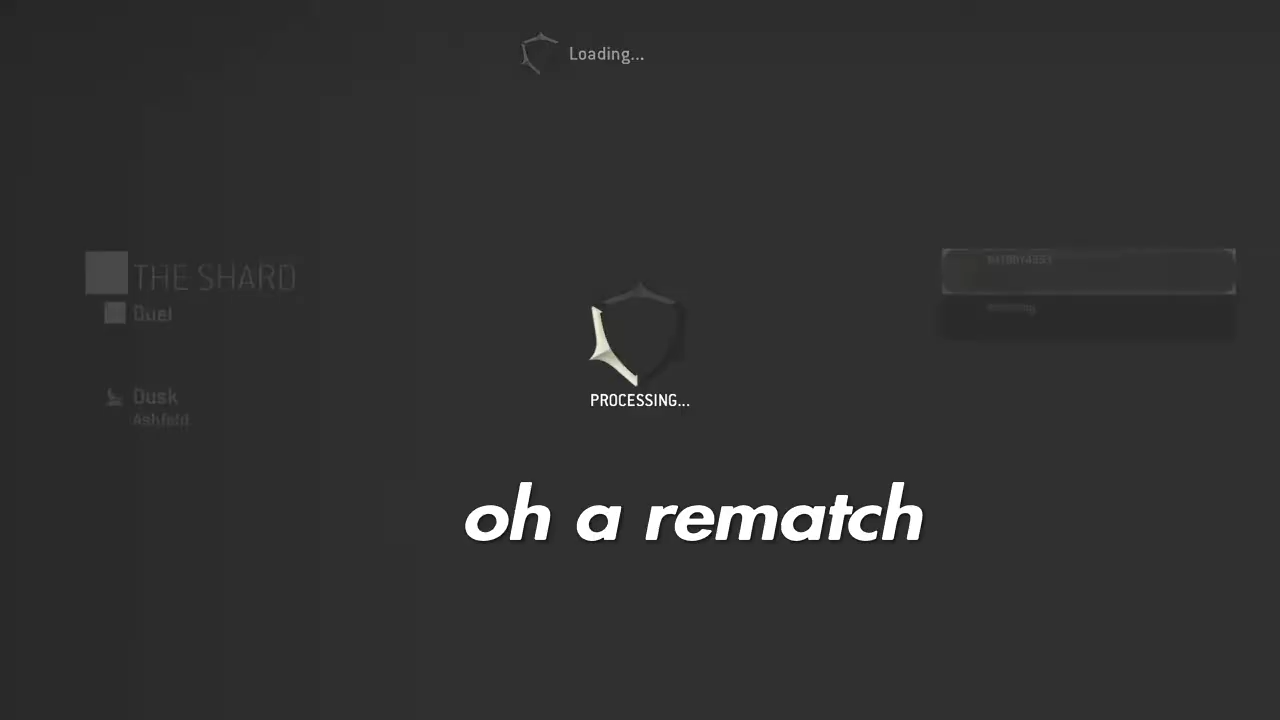 Loading...
THE SHARD
Duel
Dusk
Ashfeld
PROCESSING...
oh a rematch